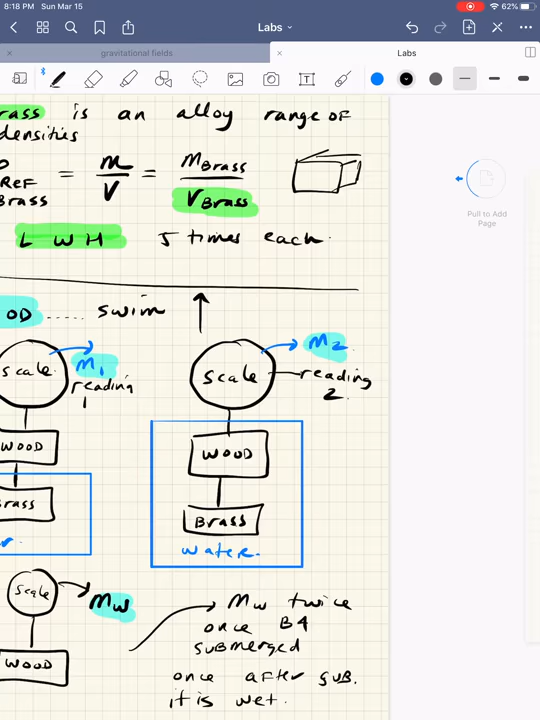 8:18 PM Sun Mar 15
62%
Labs
gravitational fields
Labs
rass is an alloy range of
densities
Ref
Brass
= m/V = MBrass/VBrass
L W H 5 times each.
OD ..... swim
scale
M1
reading
1
scale
M2
reading
2.
WOOD
WOOD
rass
Brass
r.
water.
scale
Mw
WOOD
Mw twice
once B4
submerged
once after sub.
it is wet.
Pull to Add
Page